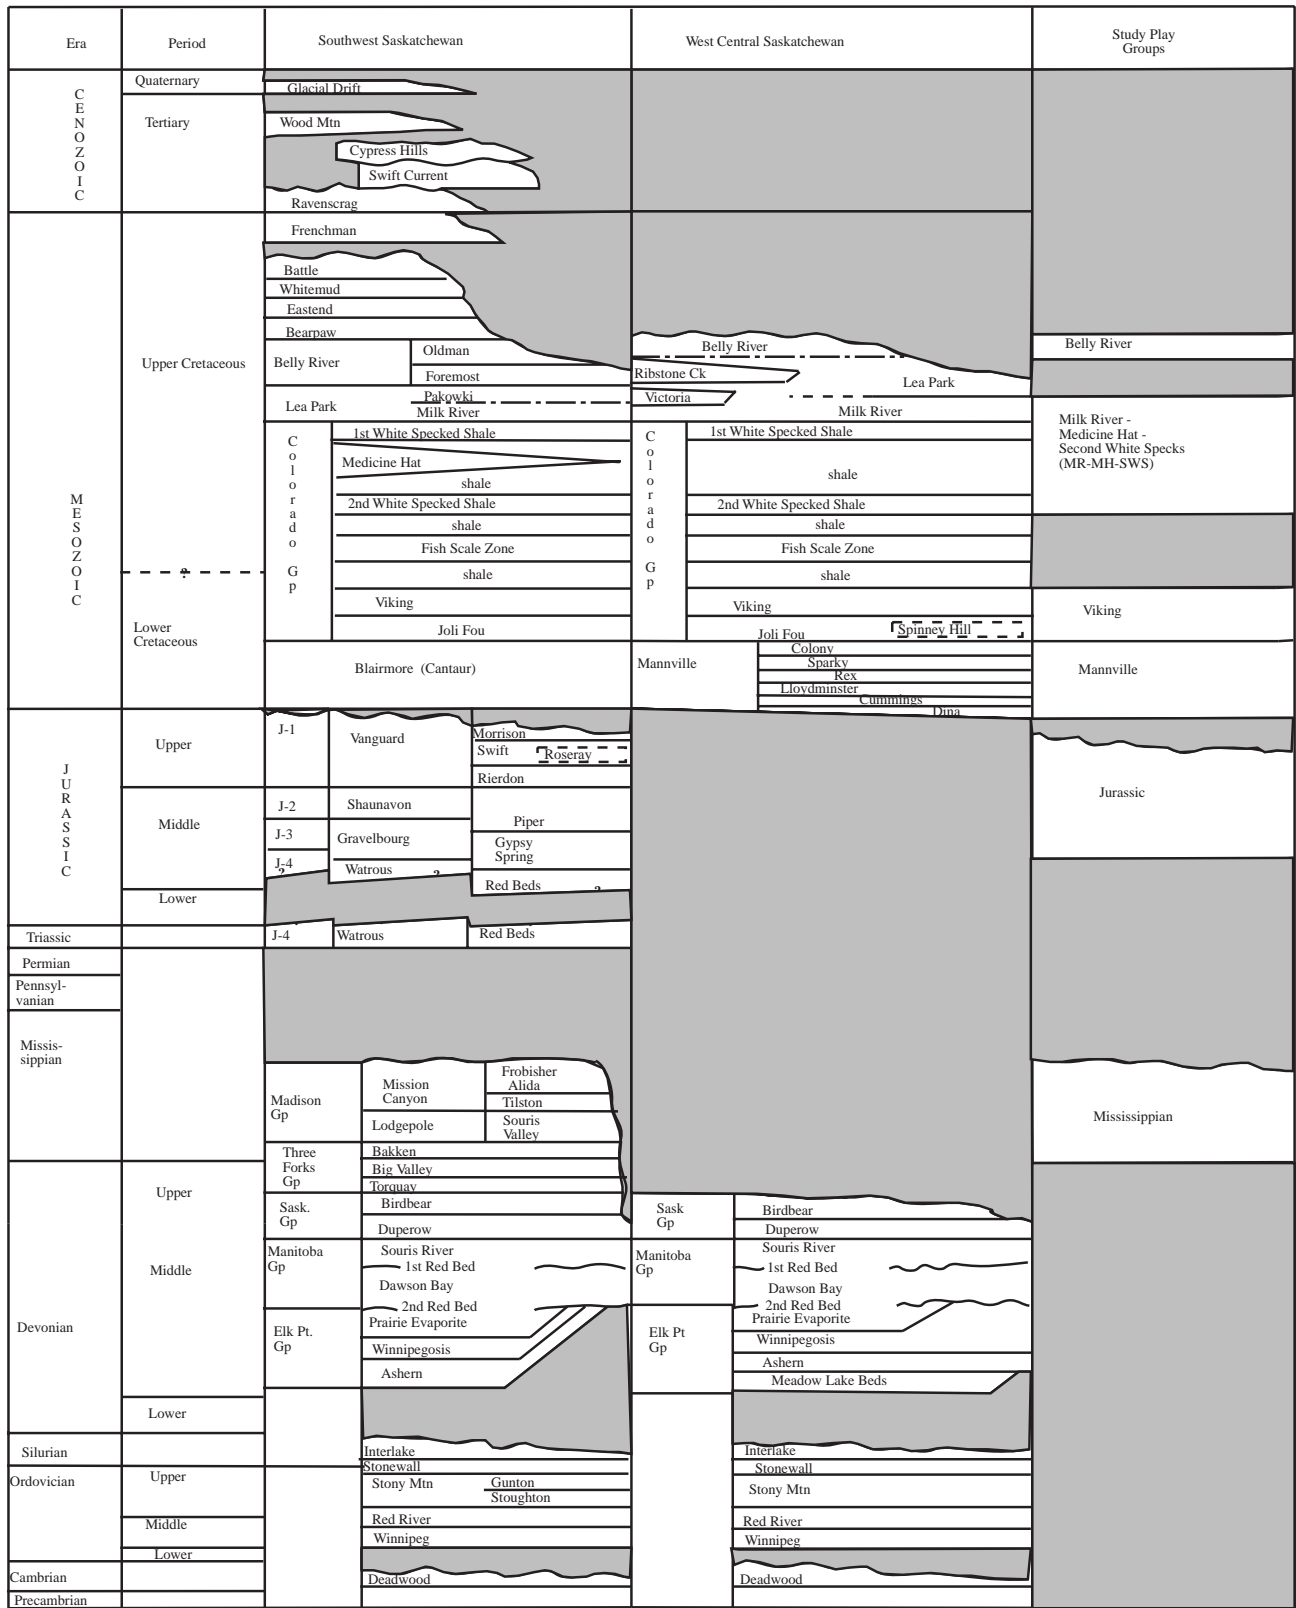 Era
Period
Southwest Saskatchewan
West Central Saskatchewan
Study Play
Groups
CENOZOIC
Quaternary
Tertiary
Glacial Drift
Wood Mtn
Cypress Hills
Swift Current
Ravenscrag
MESOZOIC
Upper Cretaceous
?
Lower
Cretaceous
Frenchman
Battle
Whitemud
Eastend
Bearpaw
Belly River
Oldman
Foremost
Lea Park
Pakowki
Milk River
Colorado Gp
1st White Specked Shale
Medicine Hat
shale
2nd White Specked Shale
shale
Fish Scale Zone
shale
Viking
Joli Fou
Blairmore (Cantaur)
Belly River
Ribstone Ck
Lea Park
Victoria
Milk River
Colorado Gp
1st White Specked Shale
shale
2nd White Specked Shale
shale
Fish Scale Zone
shale
Viking
Joli Fou
Spinney Hill
Mannville
Colony
Sparky
Rex
Lloydminster
Cummings
Dina
Belly River
Milk River -
Medicine Hat -
Second White Specks
(MR-MH-SWS)
Viking
Mannville
JURASSIC
Upper
Middle
Lower
J-1
Vanguard
Morrison
Swift
Roseray
Rierdon
J-2
Shaunavon
Piper
J-3
Gravelbourg
Gypsy
Spring
J-4
?
Watrous
?
Red Beds
?
Jurassic
Triassic
J-4
Watrous
Red Beds
Permian
Pennsyl-
vanian
Missis-
sippian
Madison
Gp
Mission
Canyon
Frobisher
Alida
Tilston
Lodgepole
Souris
Valley
Mississippian
Three
Forks
Gp
Bakken
Big Valley
Torquay
Devonian
Upper
Middle
Lower
Sask.
Gp
Birdbear
Duperow
Manitoba
Gp
Souris River
1st Red Bed
Dawson Bay
2nd Red Bed
Elk Pt.
Gp
Prairie Evaporite
Winnipegosis
Ashern
Sask
Gp
Birdbear
Duperow
Manitoba
Gp
Souris River
1st Red Bed
Dawson Bay
2nd Red Bed
Elk Pt
Gp
Prairie Evaporite
Winnipegosis
Ashern
Meadow Lake Beds
Silurian
Interlake
Interlake
Ordovician
Upper
Middle
Lower
Stonewall
Stony Mtn
Gunton
Stoughton
Red River
Winnipeg
Stonewall
Stony Mtn
Red River
Winnipeg
Cambrian
Deadwood
Deadwood
Precambrian